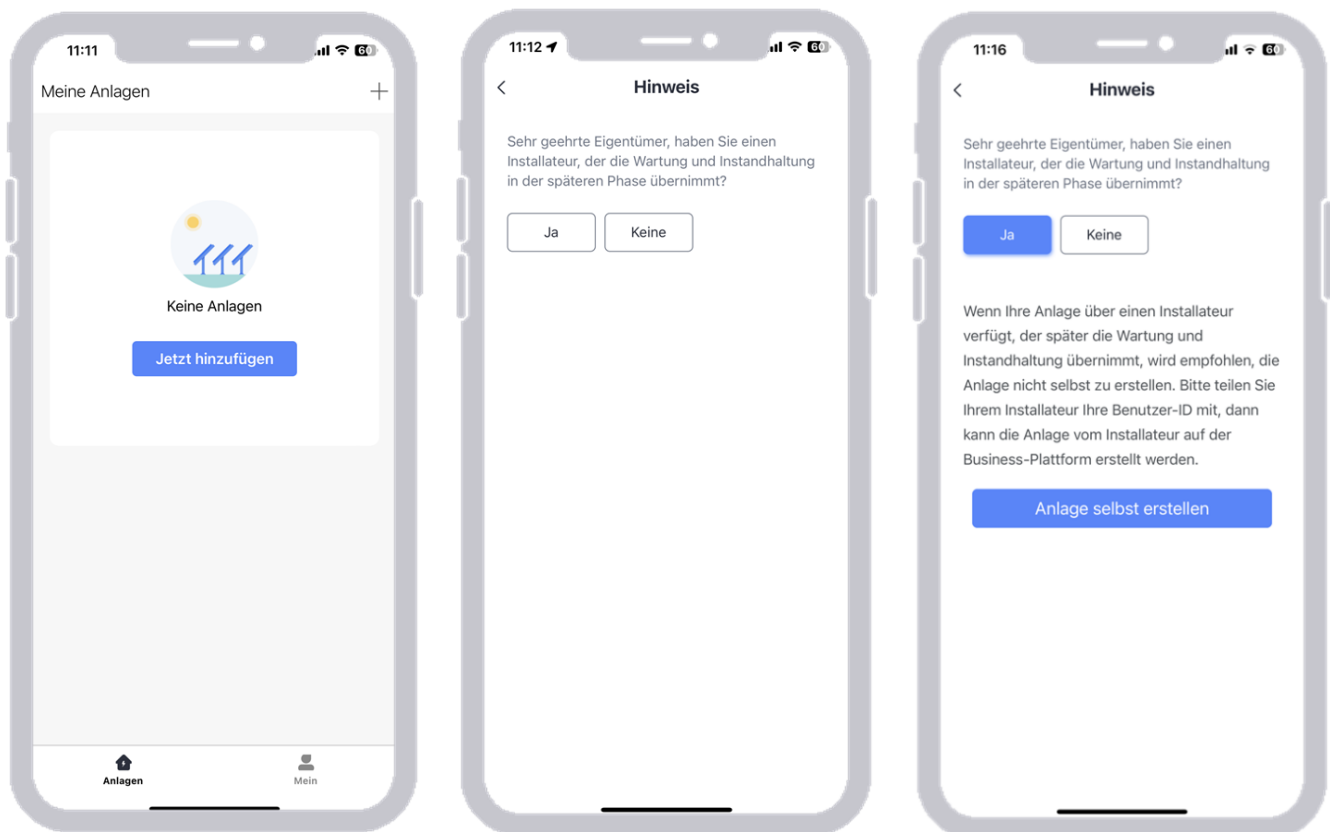 11:11
60
Meine Anlagen
Keine Anlagen
Jetzt hinzufügen
Anlagen
Mein
11:12
60
Hinweis
Sehr geehrte Eigentümer, haben Sie einen
Installateur, der die Wartung und Instandhaltung
in der späteren Phase übernimmt?
Ja
Keine
11:16
60
Hinweis
Sehr geehrte Eigentümer, haben Sie einen
Installateur, der die Wartung und Instandhaltung
in der späteren Phase übernimmt?
Ja
Keine
Wenn Ihre Anlage über einen Installateur
verfügt, der später die Wartung und
Instandhaltung übernimmt, wird empfohlen, die
Anlage nicht selbst zu erstellen. Bitte teilen Sie
Ihrem Installateur Ihre Benutzer-ID mit, dann
kann die Anlage vom Installateur auf der
Business-Plattform erstellt werden.
Anlage selbst erstellen